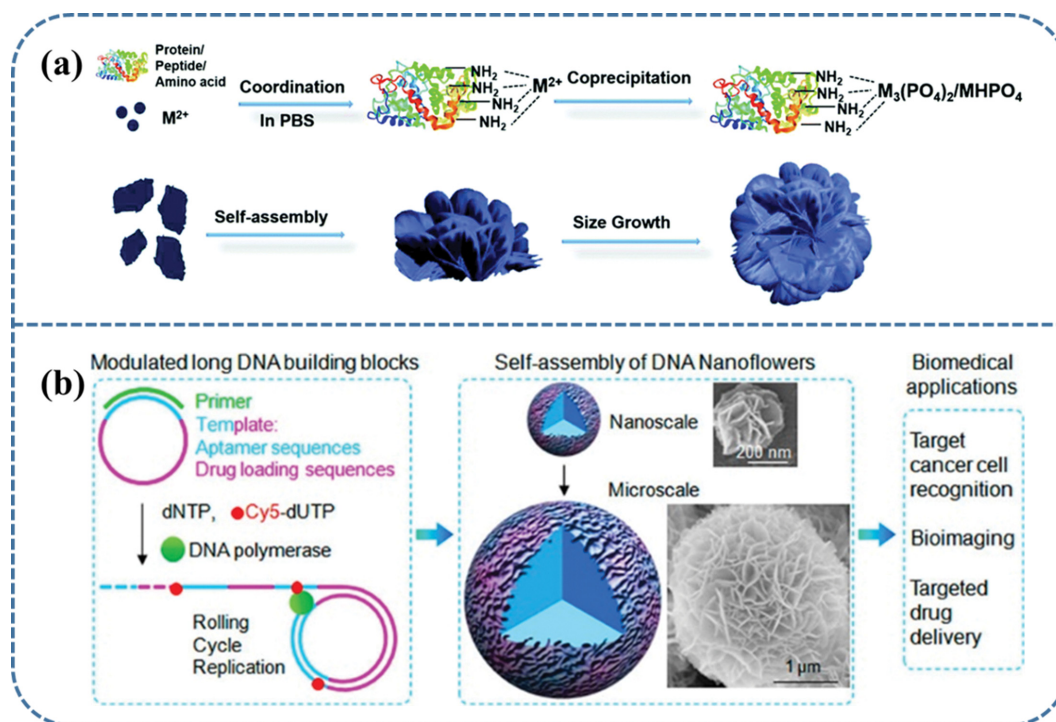 (a)
Protein/
Peptide/
Amino acid
M²⁺
Coordination
In PBS
NH₂
NH₂
NH₂
NH₂
M²⁺
Coprecipitation
NH₂
NH₂
NH₂
NH₂
M₃(PO₄)₂/MHPO₄
Self-assembly
Size Growth
(b)
Modulated long DNA building blocks
Primer
Template:
Aptamer sequences
Drug loading sequences
dNTP, Cy5-dUTP
DNA polymerase
Rolling
Cycle
Replication
Self-assembly of DNA Nanoflowers
Nanoscale
200 nm
Microscale
1 μm
Biomedical
applications
Target
cancer cell
recognition
Bioimaging
Targeted
drug
delivery